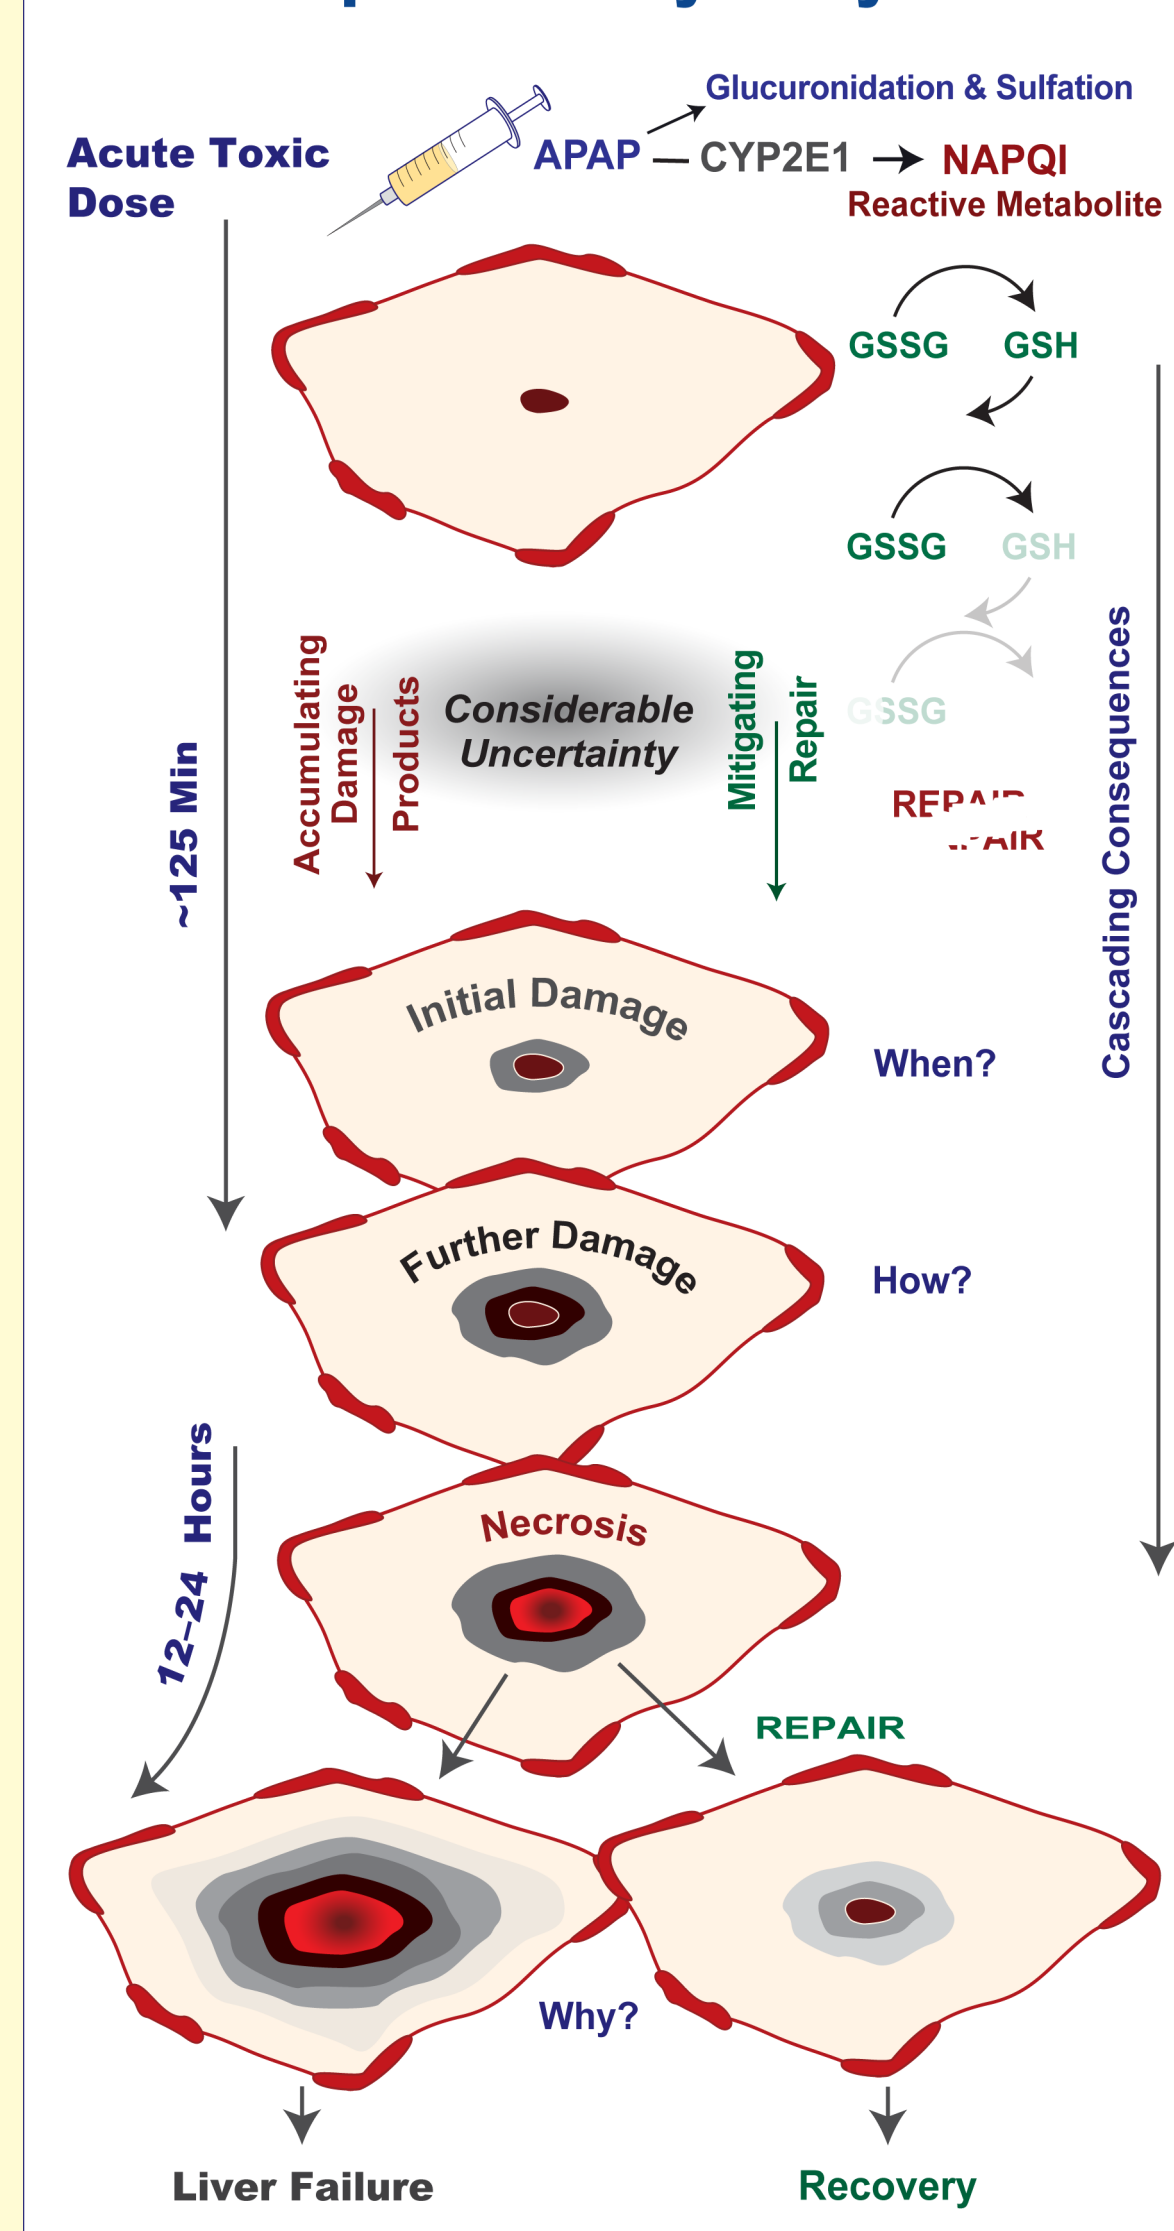 Acute Toxic
Dose
Glucuronidation & Sulfation
APAP
CYP2E1
NAPQI
Reactive Metabolite
GSSG
GSH
GSSG
GSH
GSSG
Accumulating
Damage
Products
Considerable
Uncertainty
Mitigating
Repair
REPAIR
~125 Min
Cascading Consequences
Initial Damage
When?
Further Damage
How?
12–24 Hours
Necrosis
REPAIR
Why?
Liver Failure
Recovery